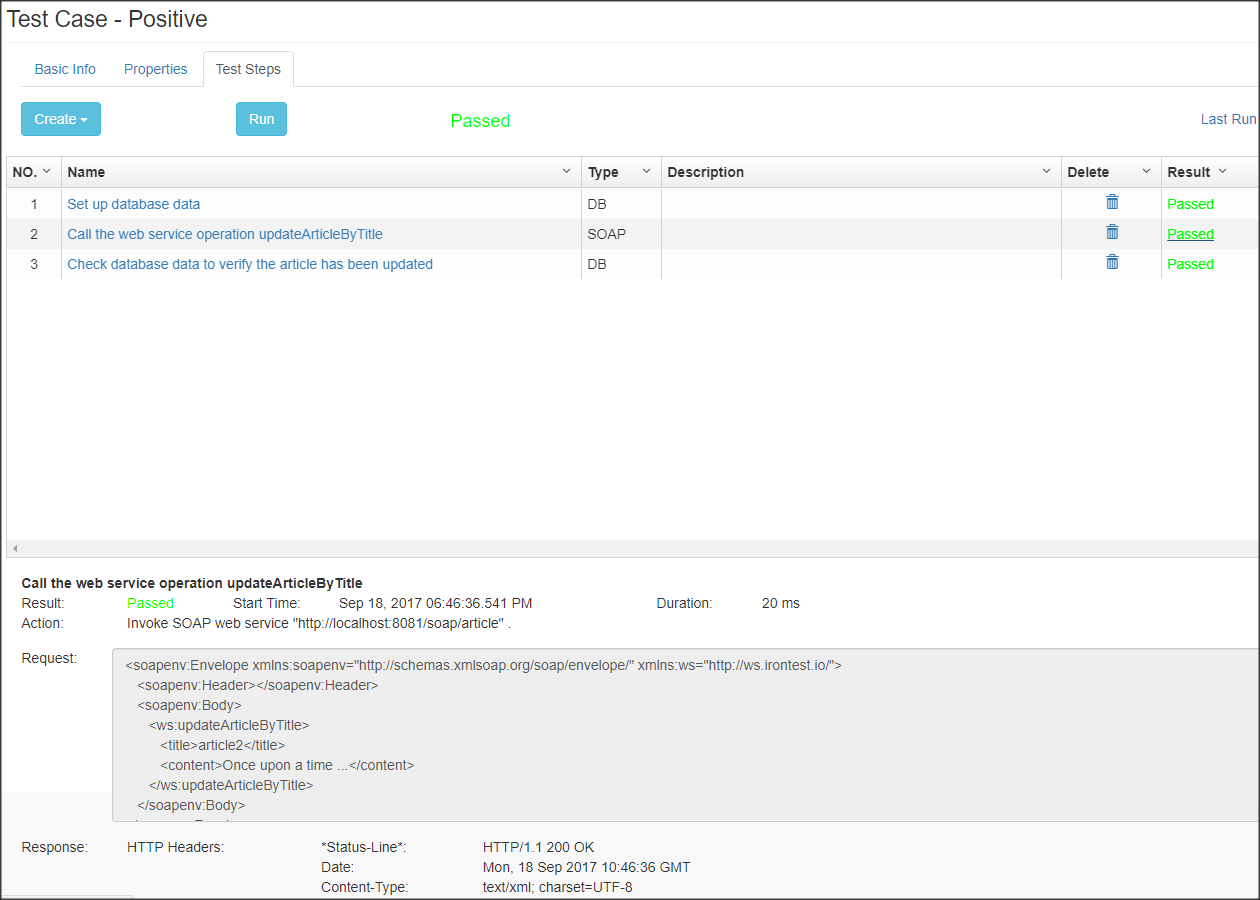 Test Case - Positive
Basic Info Properties Test Steps
Create Run Passed Last Run
NO. Name Type Description Delete Result
1 Set up database data DB Passed
2 Call the web service operation updateArticleByTitle SOAP Passed
3 Check database data to verify the article has been updated DB Passed
Call the web service operation updateArticleByTitle
Result: Passed Start Time: Sep 18, 2017 06:46:36.541 PM Duration: 20 ms
Action: Invoke SOAP web service "http://localhost:8081/soap/article" .
Request: <soapenv:Envelope xmlns:soapenv="http://schemas.xmlsoap.org/soap/envelope/" xmlns:ws="http://ws.irontest.io/">
<soapenv:Header></soapenv:Header>
<soapenv:Body>
<ws:updateArticleByTitle>
<title>article2</title>
<content>Once upon a time ...</content>
</ws:updateArticleByTitle>
</soapenv:Body>
Response: HTTP Headers: *Status-Line*: HTTP/1.1 200 OK
Date: Mon, 18 Sep 2017 10:46:36 GMT
Content-Type: text/xml; charset=UTF-8